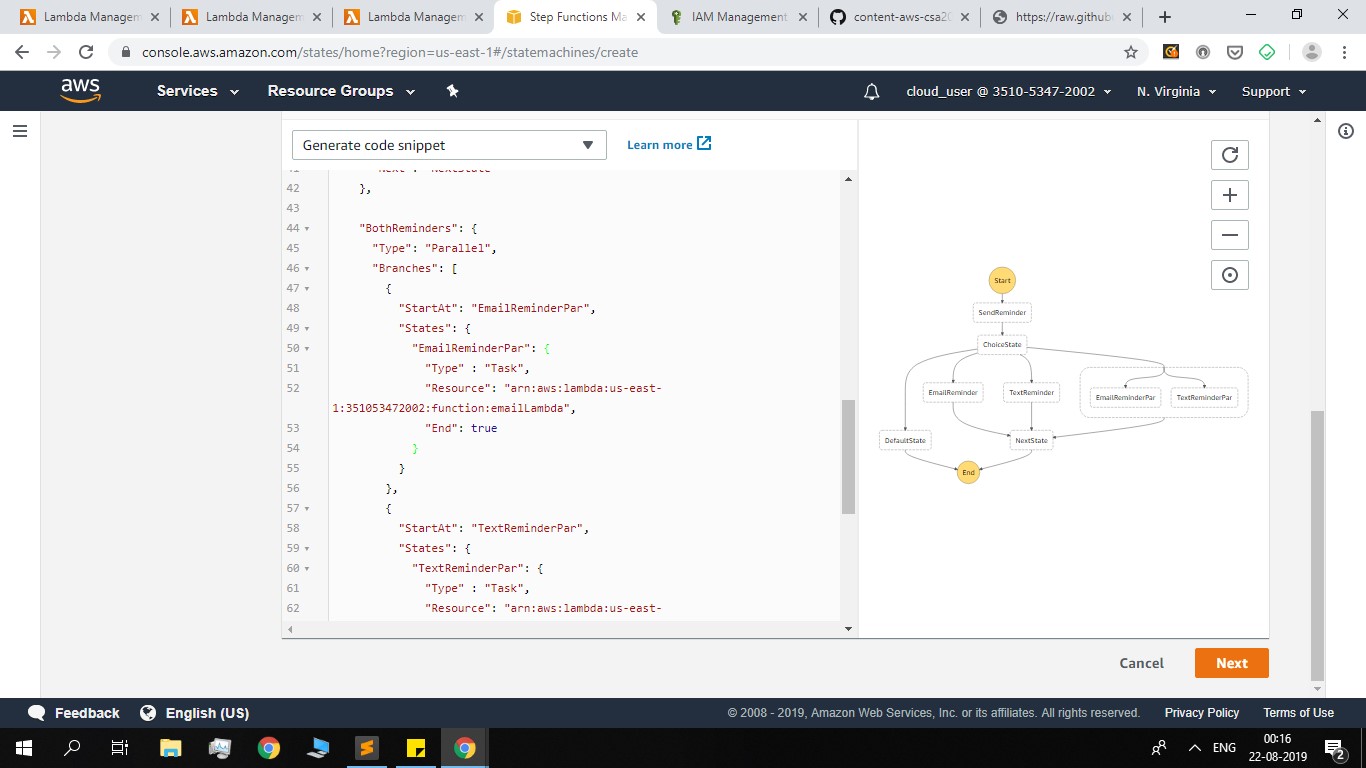 Lambda Managem
Lambda Managem
Lambda Managem
Step Functions Ma
IAM Management
content-aws-csa20
https://raw.github
console.aws.amazon.com/states/home?region=us-east-1#/statemachines/create
aws
Services
Resource Groups
cloud_user @ 3510-5347-2002
N. Virginia
Support
Generate code snippet
Learn more
42 },
43
44 "BothReminders": {
45 "Type": "Parallel",
46 "Branches": [
47 {
48 "StartAt": "EmailReminderPar",
49 "States": {
50 "EmailReminderPar": {
51 "Type" : "Task",
52 "Resource": "arn:aws:lambda:us-east-
1:351053472002:function:emailLambda",
53 "End": true
54 }
55 }
56 },
57 {
58 "StartAt": "TextReminderPar",
59 "States": {
60 "TextReminderPar": {
61 "Type" : "Task",
62 "Resource": "arn:aws:lambda:us-east-
Start
SendReminder
ChoiceState
EmailReminder
TextReminder
EmailReminderPar
TextReminderPar
DefaultState
NextState
End
Cancel
Next
Feedback
English (US)
© 2008 - 2019, Amazon Web Services, Inc. or its affiliates. All rights reserved.
Privacy Policy
Terms of Use
ENG
00:16
22-08-2019
2